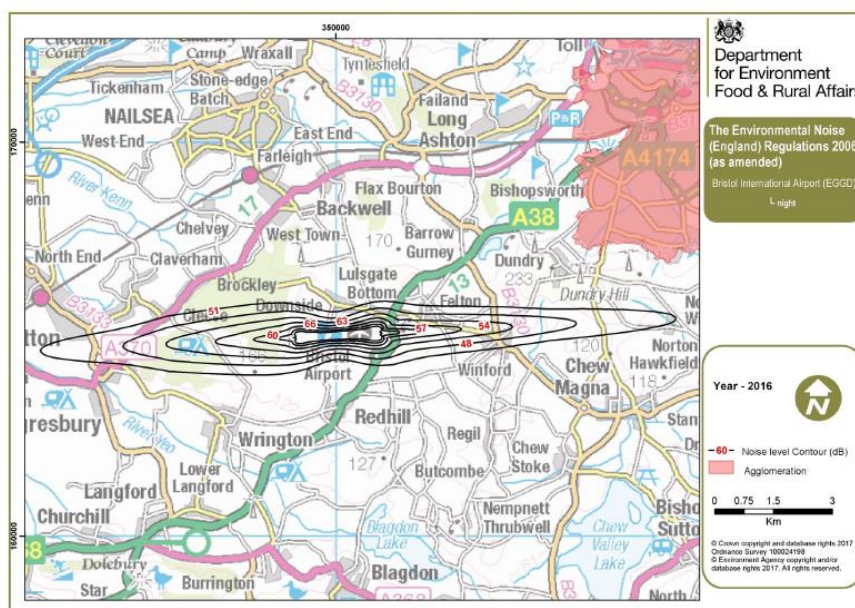 350000
170000
160000
Court
Camp
Wraxall
Tyntesfield
Toll
Tickenham
Stone-edge
Batch
B3130
Failand
Long
Ashton
P&R
NAILSEA
West End
East End
Farleigh
A4174
River Kenn
17
Flax Bourton
Bishopsworth
Backwell
A38
Chelvey
West Town
170
Barrow
Gurney
Dundry
North End
Claverham
Brockley
Lulsgate
Bottom
13
233
B3133
Downside
Felton
Dundry Hill
51
Cleeve
66
63
57
54
60
48
A370
Bristol
Airport
Winford
120
Norton
Hawkfield
Chew
Magna
118
Redhill
Wrington
Regil
River Yeo
127
Chew
Stoke
Butcombe
Lower
Langford
Langford
Churchill
Nempnett
Thrubwell
Blagdon
Lake
Chew
Valley
Lake
Dolebury
Star
Burrington
Blagdon
A368
North
Department
for Environment
Food & Rural Affairs
The Environmental Noise
(England) Regulations 2006
(as amended)
Bristol International Airport (EGGD)
L night
Year - 2016
N
60 Noise level Contour (dB)
Agglomeration
0 0.75 1.5 3
Km
© Crown copyright and database rights 2017
Ordnance Survey 100024198
© Environment Agency copyright and/or
database rights 2017. All rights reserved.